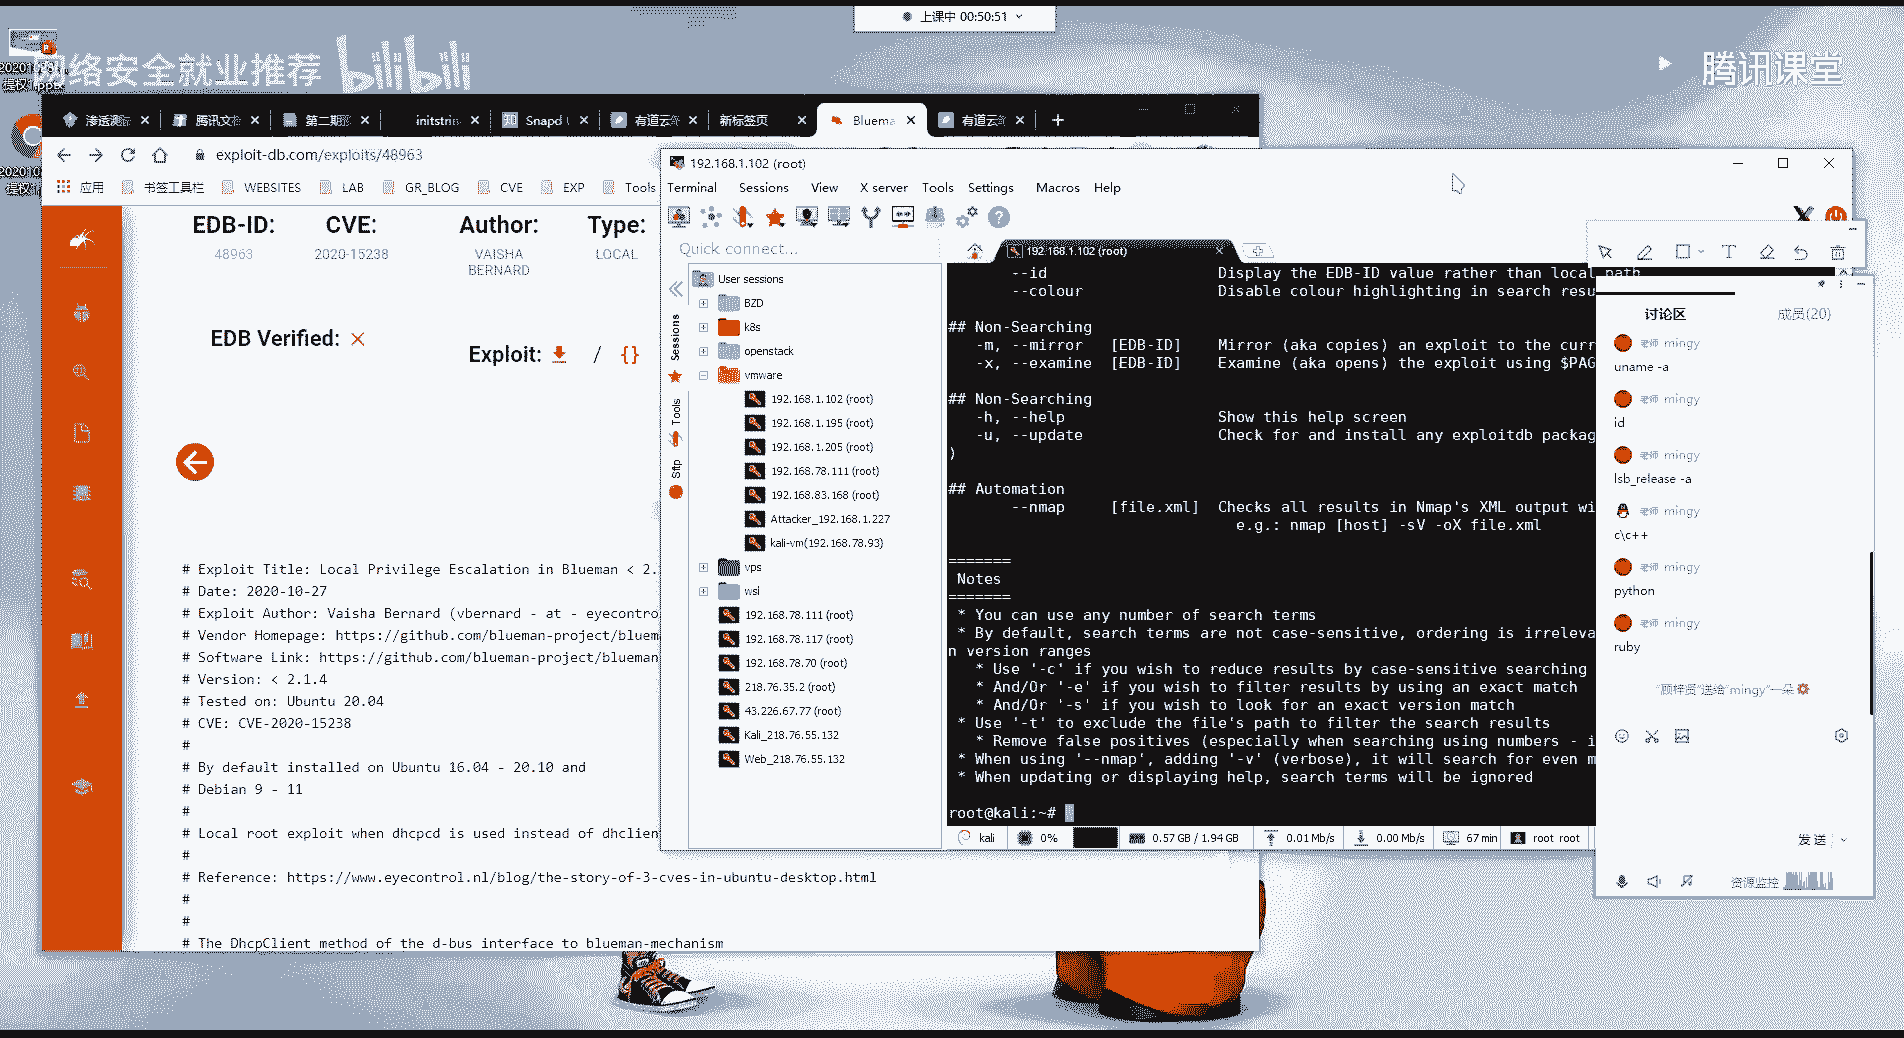 上课中 00:50:51
网络安全就业推荐 bilibili
腾讯课堂
渗透测
腾讯文档
第二期
initstrin
Snapd
有道云
新标签页
Bluema
有道云
exploit-db.com/exploits/48963
应用
书签工具栏
WEBSITES
LAB
GR_BLOG
CVE
EXP
Tools
EDB-ID:
48963
CVE:
2020-15238
Author:
VAISHA
BERNARD
Type:
LOCAL
EDB Verified:
Exploit: / {}
# Exploit Title: Local Privilege Escalation in Blueman < 2.
# Date: 2020-10-27
# Exploit Author: Vaisha Bernard (vbernard - at - eyecontro
# Vendor Homepage: https://github.com/blueman-project/bluem
# Software Link: https://github.com/blueman-project/blueman
# Version: < 2.1.4
# Tested on: Ubuntu 20.04
# CVE: CVE-2020-15238
#
# By default installed on Ubuntu 16.04 - 20.10 and
# Debian 9 - 11
#
# Local root exploit when dhcpcd is used instead of dhclien
#
# Reference: https://www.eyecontrol.nl/blog/the-story-of-3-cves-in-ubuntu-desktop.html
#
#
# The DhcpClient method of the d-bus interface to blueman-mechanism
192.168.1.102 (root)
Terminal Sessions View X server Tools Settings Macros Help
Quick connect...
192.168.1.102 (root)
Sessions
Tools
Sftp
User sessions
BZD
k8s
openstack
vmware
192.168.1.102 (root)
192.168.1.195 (root)
192.168.1.205 (root)
192.168.78.111 (root)
192.168.83.168 (root)
Attacker_192.168.1.227
kali-vm(192.168.78.93)
vps
wsl
192.168.78.111 (root)
192.168.78.117 (root)
192.168.78.70 (root)
218.76.35.2 (root)
43.226.67.77 (root)
Kali_218.76.55.132
Web_218.76.55.132
--id Display the EDB-ID value rather than local path
--colour Disable colour highlighting in search resu
## Non-Searching
-m, --mirror [EDB-ID] Mirror (aka copies) an exploit to the curr
-x, --examine [EDB-ID] Examine (aka opens) the exploit using $PAG
## Non-Searching
-h, --help Show this help screen
-u, --update Check for and install any exploitdb packag
)
## Automation
--nmap [file.xml] Checks all results in Nmap's XML output wi
e.g.: nmap [host] -sV -oX file.xml
=======
Notes
=======
* You can use any number of search terms
* By default, search terms are not case-sensitive, ordering is irreleva
n version ranges
* Use '-c' if you wish to reduce results by case-sensitive searching
* And/Or '-e' if you wish to filter results by using an exact match
* And/Or '-s' if you wish to look for an exact version match
* Use '-t' to exclude the file's path to filter the search results
* Remove false positives (especially when searching using numbers - i
* When using '--nmap', adding '-v' (verbose), it will search for even m
* When updating or displaying help, search terms will be ignored
root@kali:~#
kali 0% 0.57 GB / 1.94 GB 0.01 Mb/s 0.00 Mb/s 67 min root root
讨论区
成员(20)
老师 mingy
uname -a
老师 mingy
id
老师 mingy
lsb_release -a
老师 mingy
c\c++
老师 mingy
python
老师 mingy
ruby
"顾梓贤"送给"mingy"一朵
发送
资源监控